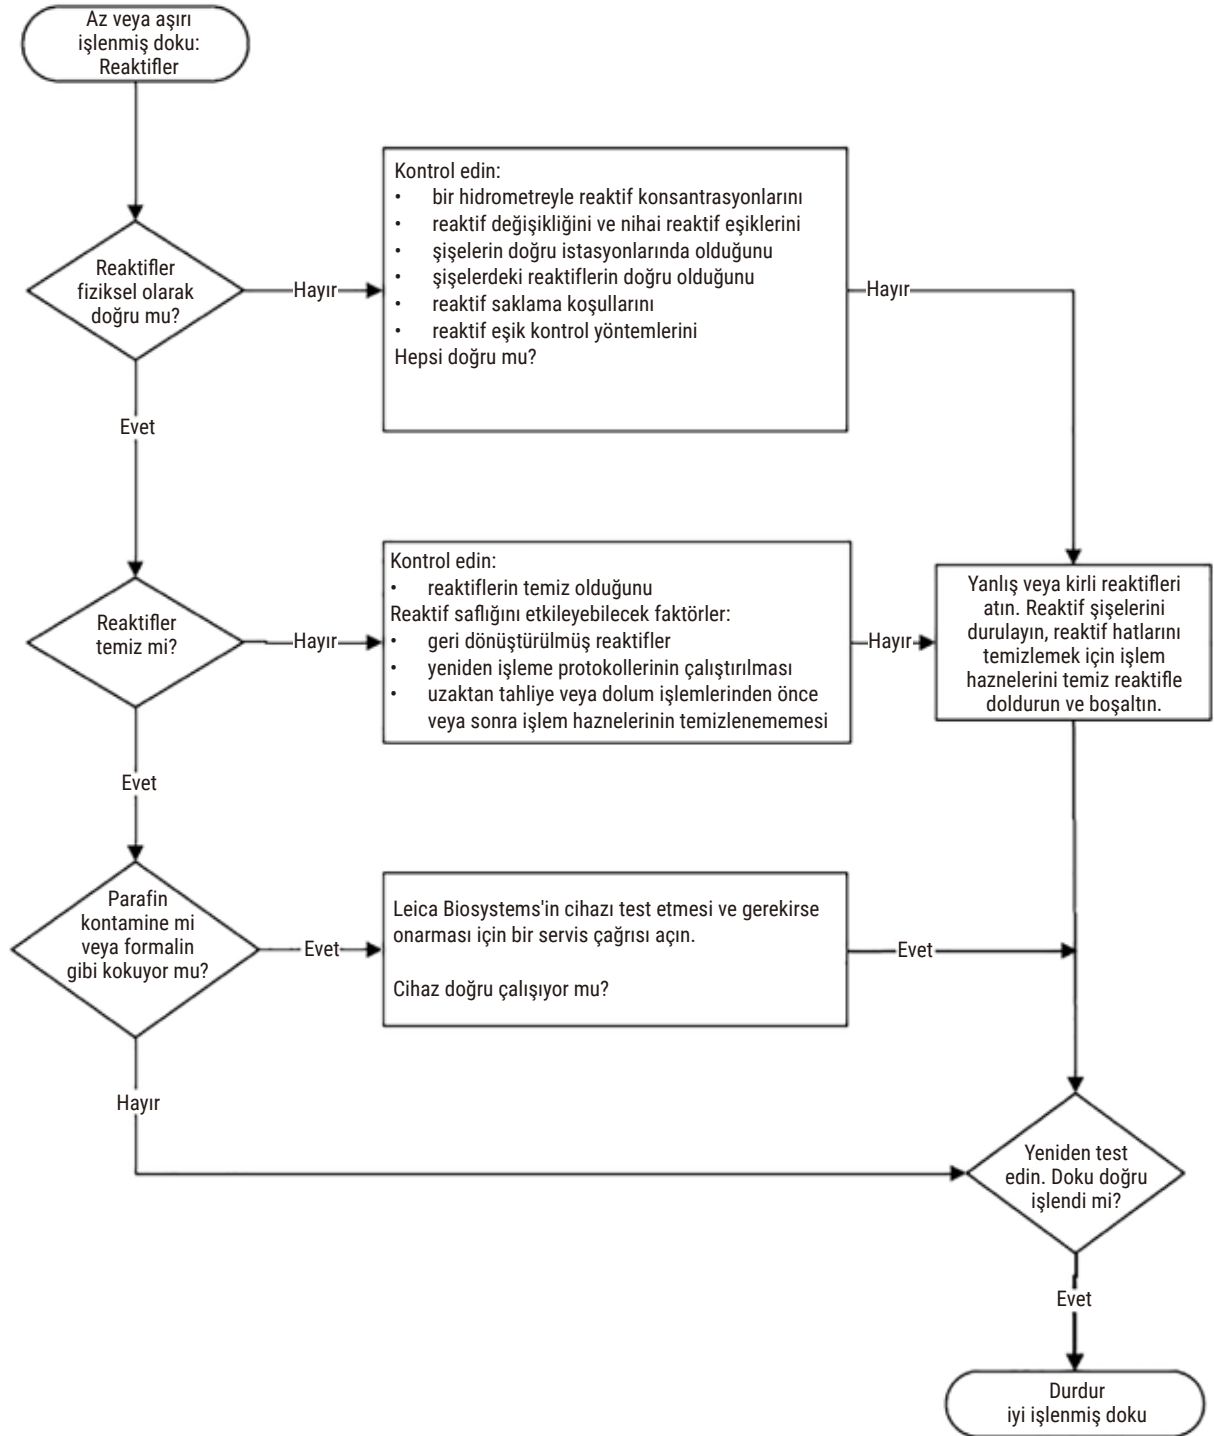 Az veya aşırı
işlenmiş doku:
Reaktifler
Kontrol edin:
• bir hidrometreyle reaktif konsantrasyonlarını
• reaktif değişikliğini ve nihai reaktif eşiklerini
• şişelerin doğru istasyonlarında olduğunu
• şişelerdeki reaktiflerin doğru olduğunu
• reaktif saklama koşullarını
• reaktif eşik kontrol yöntemlerini
Hepsi doğru mu?
Reaktifler
fiziksel olarak
doğru mu?
Hayır
Hayır
Evet
Kontrol edin:
• reaktiflerin temiz olduğunu
Reaktif saflığını etkileyebilecek faktörler:
• geri dönüştürülmüş reaktifler
• yeniden işleme protokollerinin çalıştırılması
• uzaktan tahliye veya dolum işlemlerinden önce
veya sonra işlem haznelerinin temizlenememesi
Reaktifler
temiz mi?
Hayır
Hayır
Yanlış veya kirli reaktifleri
atın. Reaktif şişelerini
durulayın, reaktif hatlarını
temizlemek için işlem
haznelerini temiz reaktifle
doldurun ve boşaltın.
Evet
Parafin
kontamine mi
veya formalin
gibi kokuyor mu?
Evet
Leica Biosystems'in cihazı test etmesi ve gerekirse
onarması için bir servis çağrısı açın.
Cihaz doğru çalışıyor mu?
Evet
Hayır
Yeniden test
edin. Doku doğru
işlendi mi?
Evet
Durdur
iyi işlenmiş doku